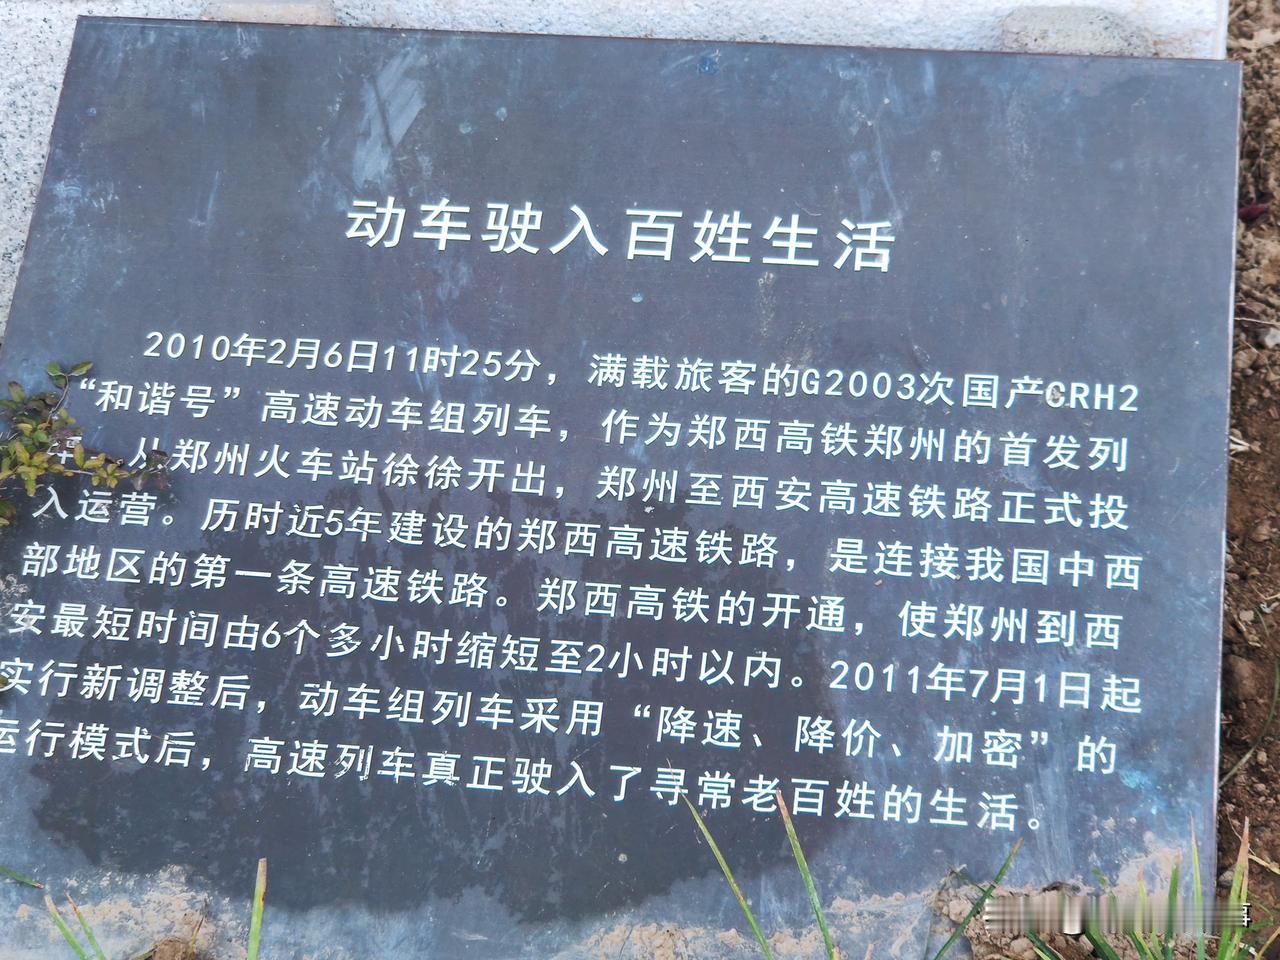 动车驶入百姓生活
2010年2月6日11时25分，满载旅客的G2003次国产CRH2
“和谐号”高速动车组列车，作为郑西高铁郑州的首发列
车，从郑州火车站徐徐开出，郑州至西安高速铁路正式投
入运营。历时近5年建设的郑西高速铁路，是连接我国中西
部地区的第一条高速铁路。郑西高铁的开通，使郑州到西
安最短时间由6个多小时缩短至2小时以内。2011年7月1日起
实行新调整后，动车组列车采用“降速、降价、加密”的
运行模式后，高速列车真正驶入了寻常老百姓的生活。